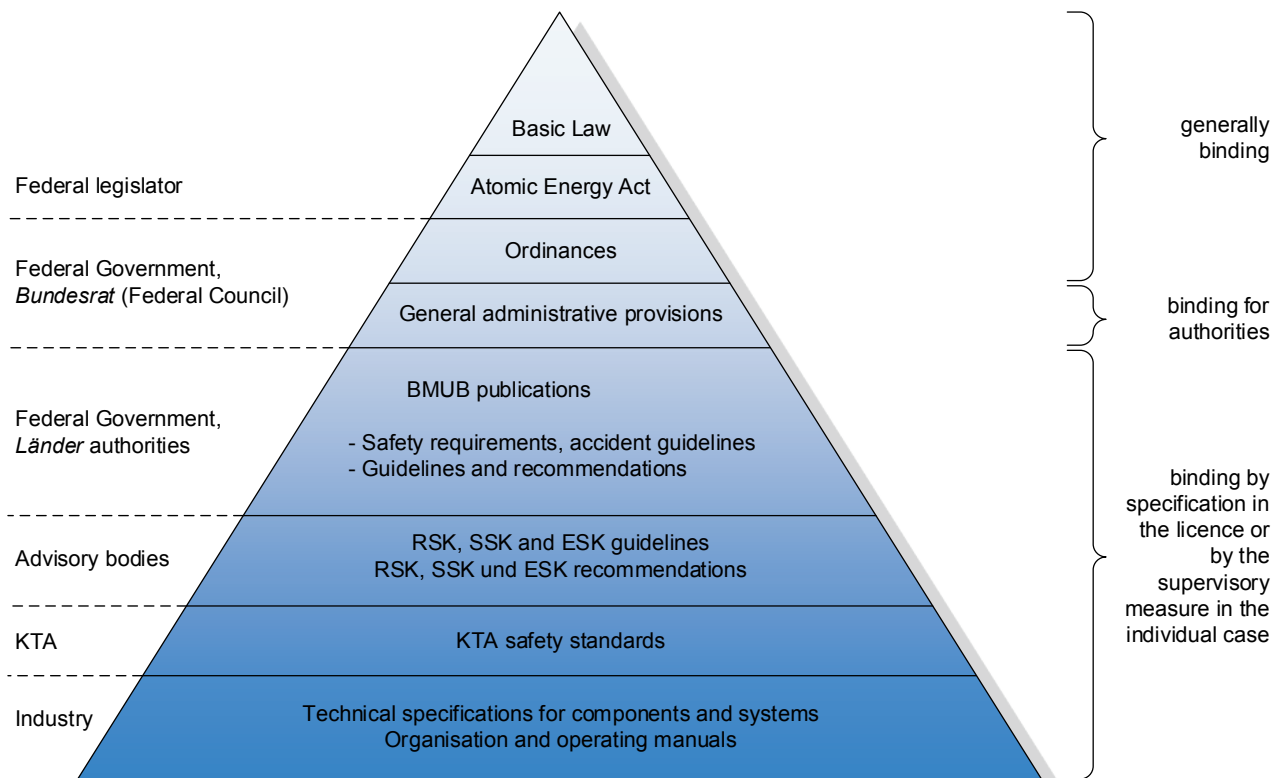 Basic Law
Federal legislator
Atomic Energy Act
Ordinances
Federal Government,
Bundesrat (Federal Council)
General administrative provisions
Federal Government,
Länder authorities
BMUB publications
- Safety requirements, accident guidelines
- Guidelines and recommendations
Advisory bodies
RSK, SSK and ESK guidelines
RSK, SSK und ESK recommendations
KTA
KTA safety standards
Industry
Technical specifications for components and systems
Organisation and operating manuals
generally
binding
binding for
authorities
binding by
specification in
the licence or
by the
supervisory
measure in the
individual case